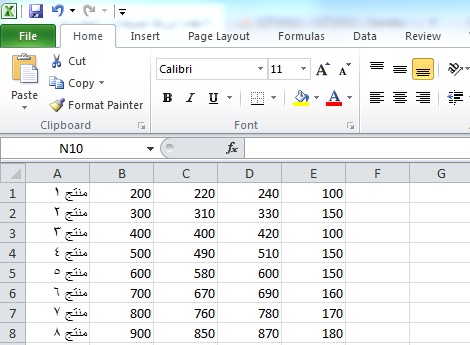 File Home Insert Page Layout Formulas Data Review
Paste Cut Calibri 11 A A
Copy
Format Painter B I U A
Clipboard Font
N10 fx
A B C D E F G
1 منتج ١ 200 220 240 100
2 منتج ٢ 300 310 330 150
3 منتج ٣ 400 400 420 100
4 منتج ٤ 500 490 510 150
5 منتج ٥ 600 580 600 150
6 منتج ٦ 700 670 690 160
7 منتج ٧ 800 760 780 170
8 منتج ٨ 900 850 870 180